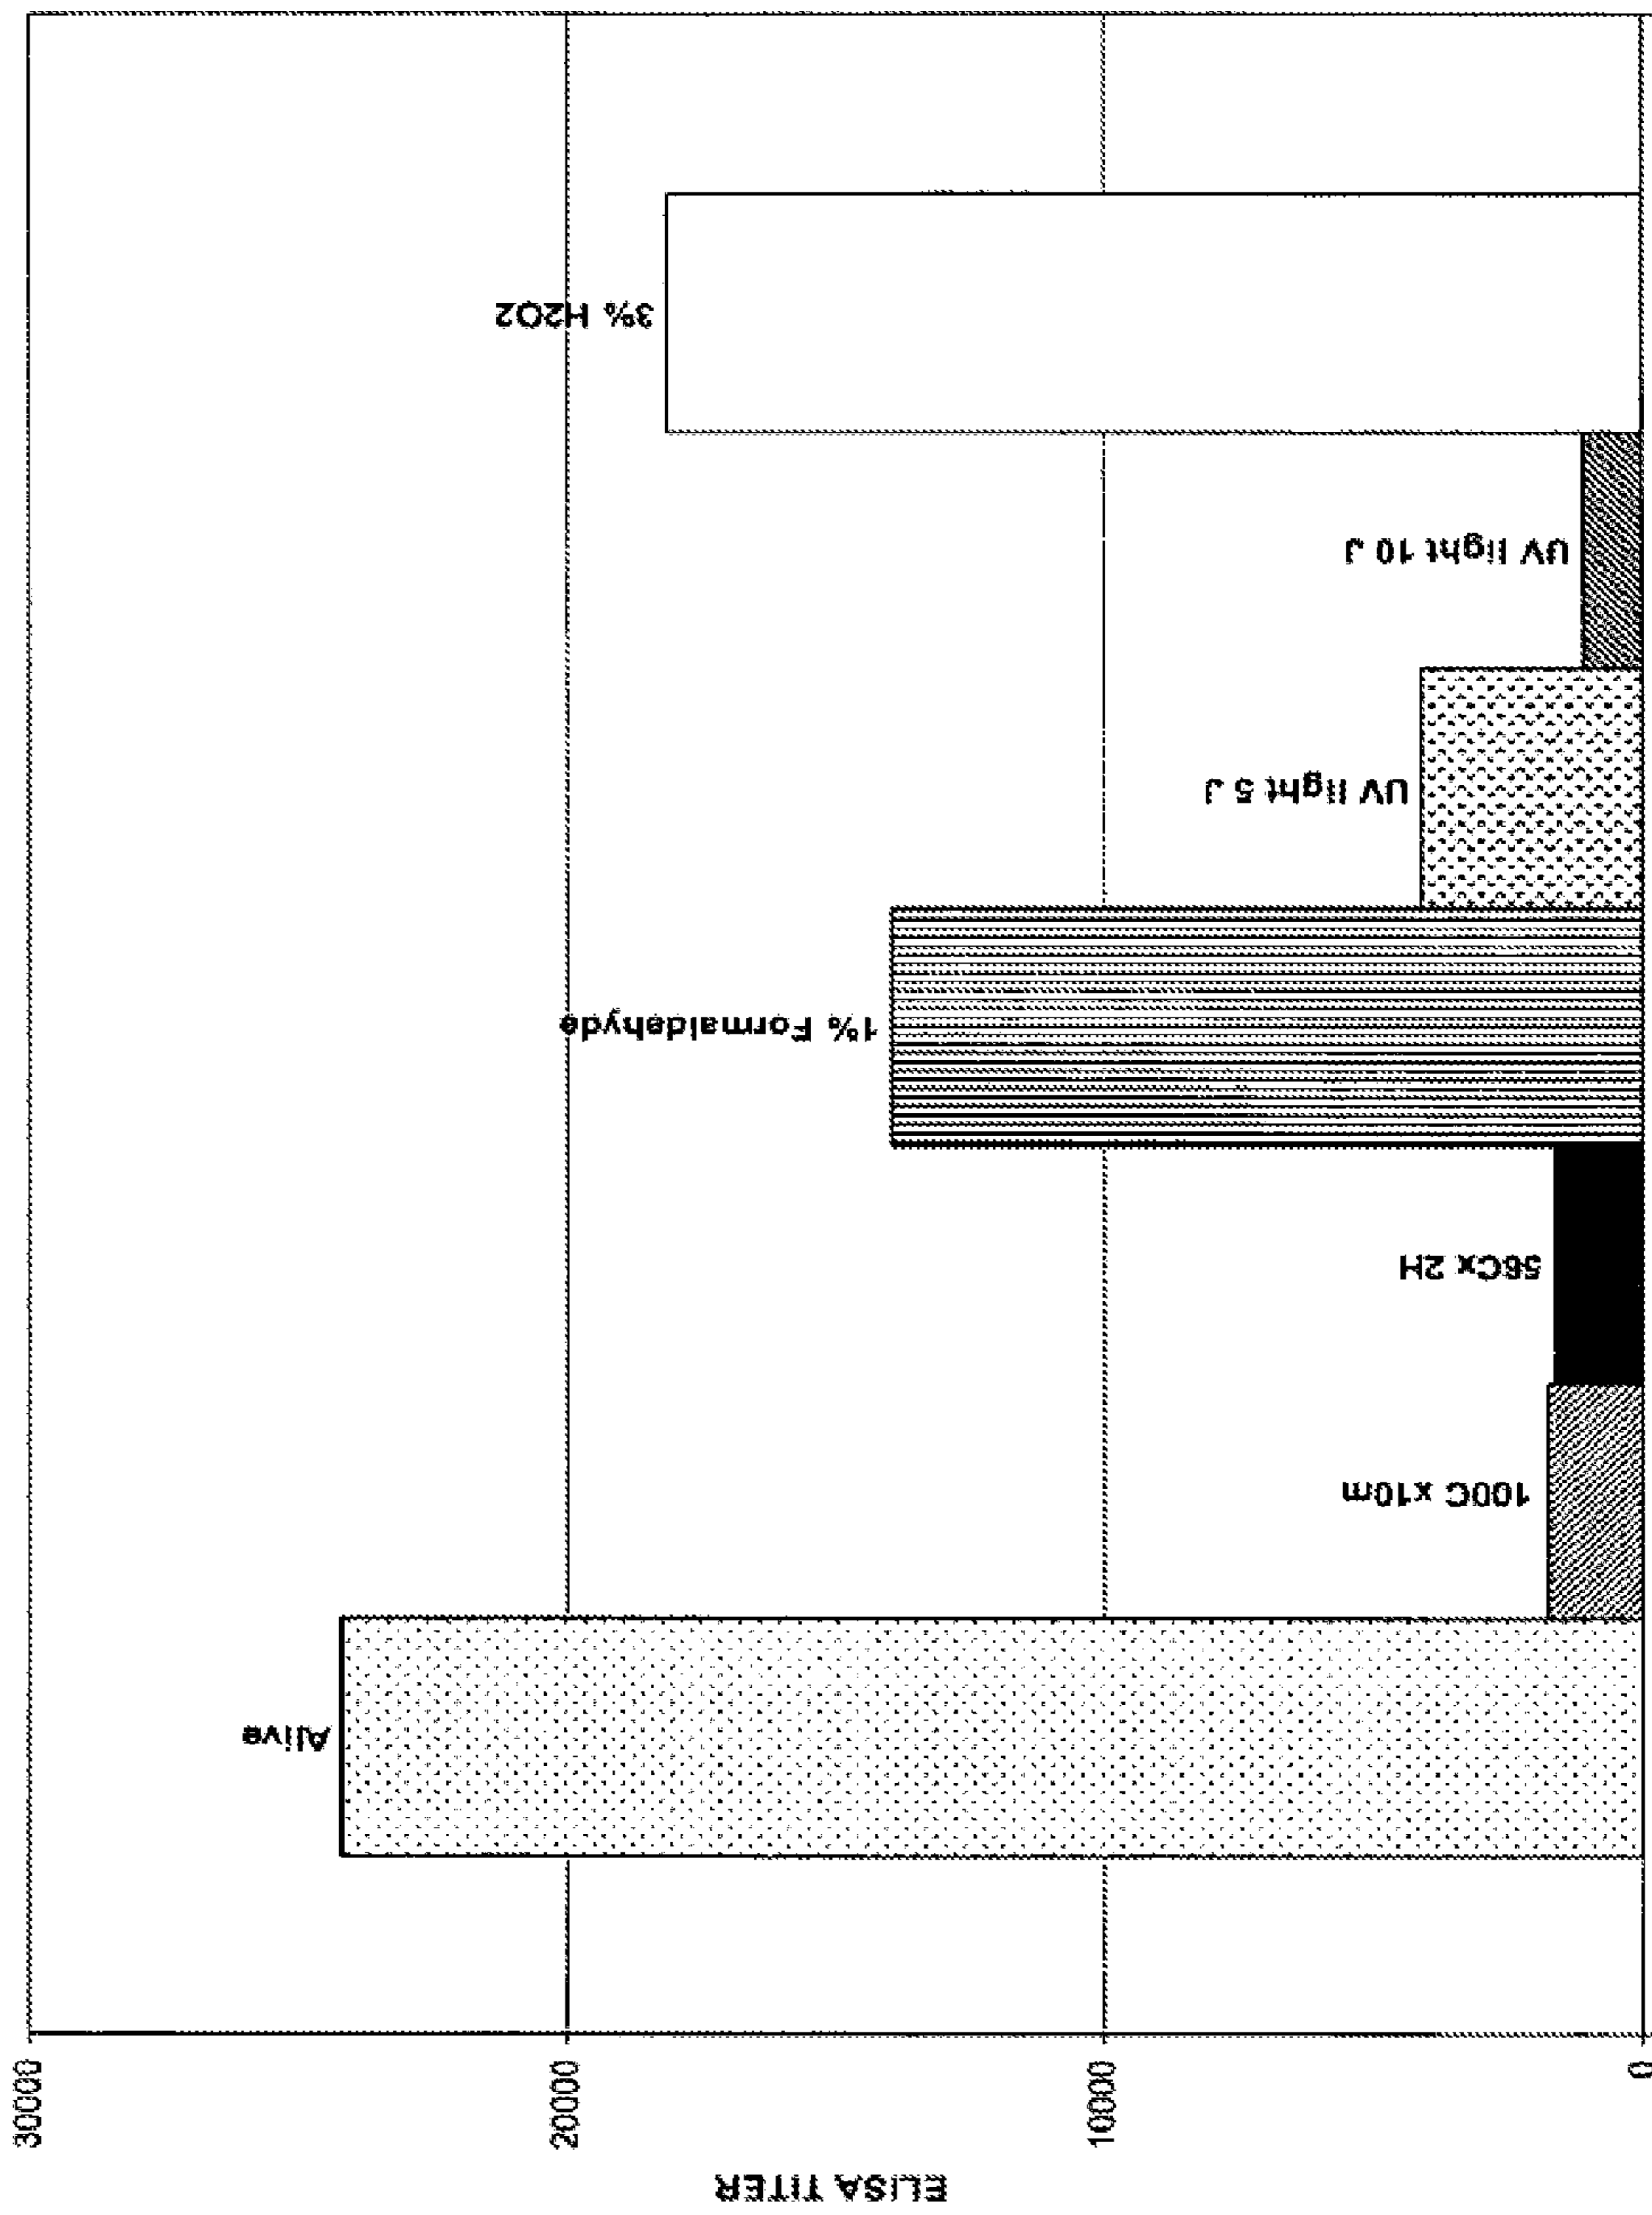 ELISA TITER
30000
20000
10000
0
Alive
100C x10m
56Cx 2H
1% Formaldehyde
UV light 5 J
UV light 10 J
3% H2O2